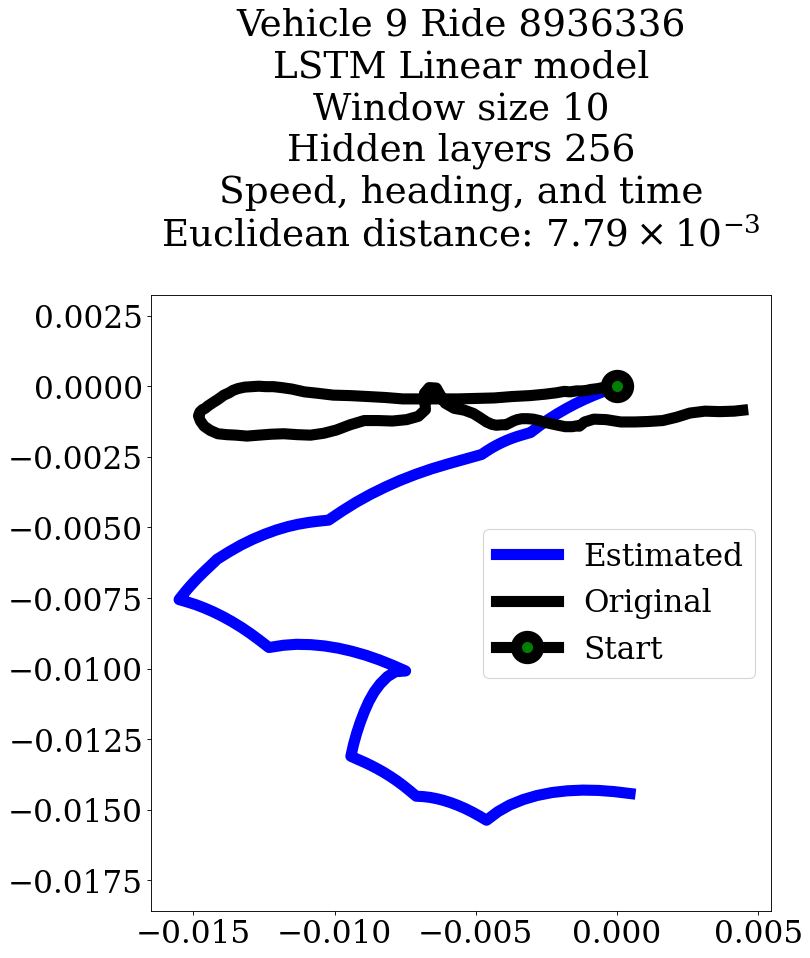 Vehicle 9 Ride 8936336
LSTM Linear model
Window size 10
Hidden layers 256
Speed, heading, and time
Euclidean distance: 7.79 × 10⁻³
0.0025
0.0000
−0.0025
−0.0050
−0.0075
−0.0100
−0.0125
−0.0150
−0.0175
Estimated
Original
Start
−0.015 −0.010 −0.005 0.000 0.005